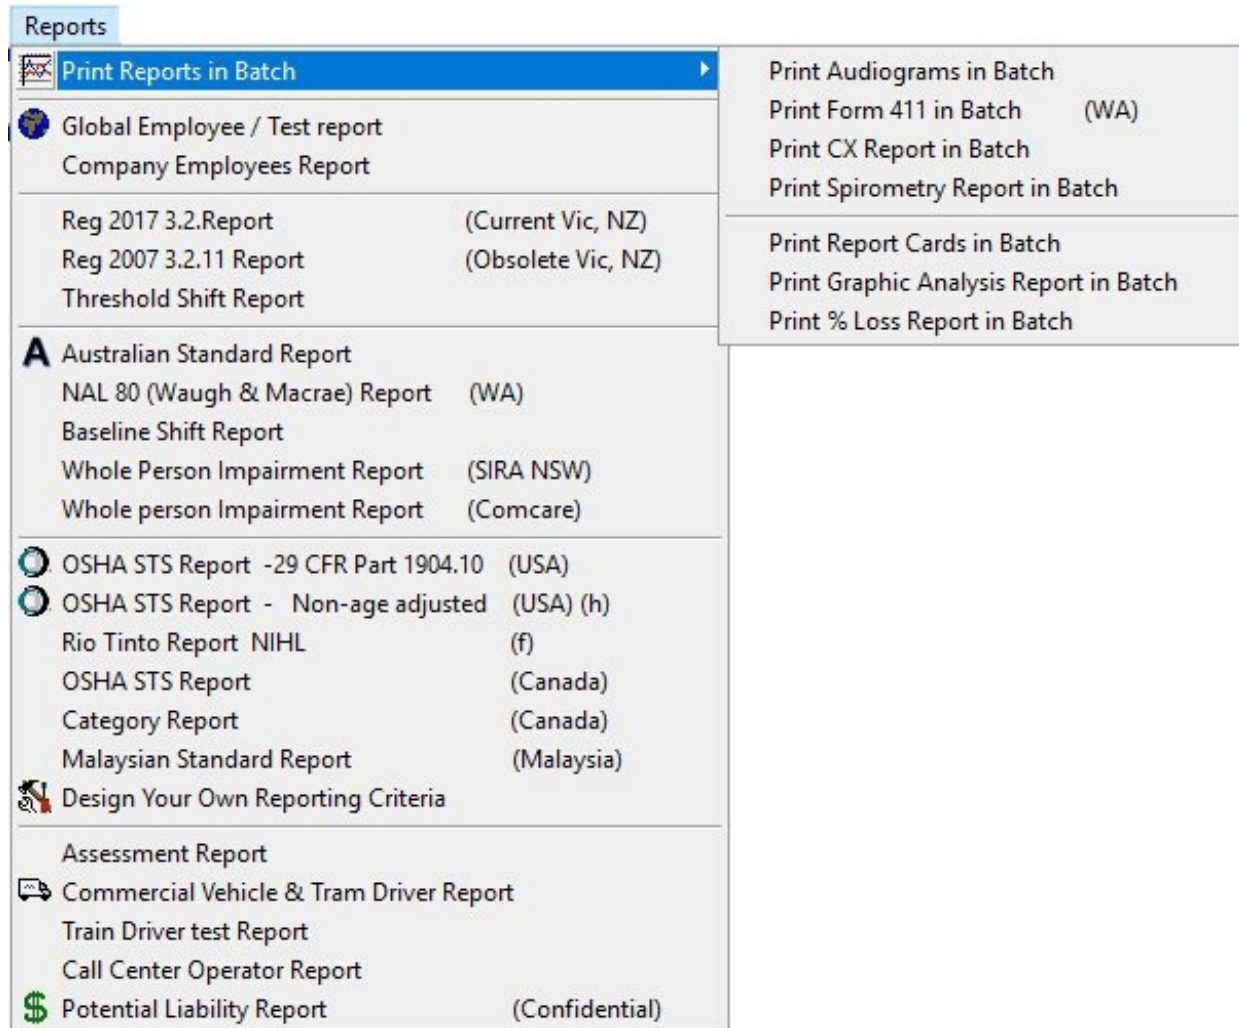 Reports
Print Reports in Batch
Global Employee / Test report
Company Employees Report
Reg 2017 3.2.Report (Current Vic, NZ)
Reg 2007 3.2.11 Report (Obsolete Vic, NZ)
Threshold Shift Report
A Australian Standard Report
NAL 80 (Waugh & Macrae) Report (WA)
Baseline Shift Report
Whole Person Impairment Report (SIRA NSW)
Whole person Impairment Report (Comcare)
OSHA STS Report -29 CFR Part 1904.10 (USA)
OSHA STS Report - Non-age adjusted (USA) (h)
Rio Tinto Report NIHL (f)
OSHA STS Report (Canada)
Category Report (Canada)
Malaysian Standard Report (Malaysia)
Design Your Own Reporting Criteria
Assessment Report
Commercial Vehicle & Tram Driver Report
Train Driver test Report
Call Center Operator Report
$ Potential Liability Report (Confidential)
Print Audiograms in Batch
Print Form 411 in Batch (WA)
Print CX Report in Batch
Print Spirometry Report in Batch
Print Report Cards in Batch
Print Graphic Analysis Report in Batch
Print % Loss Report in Batch